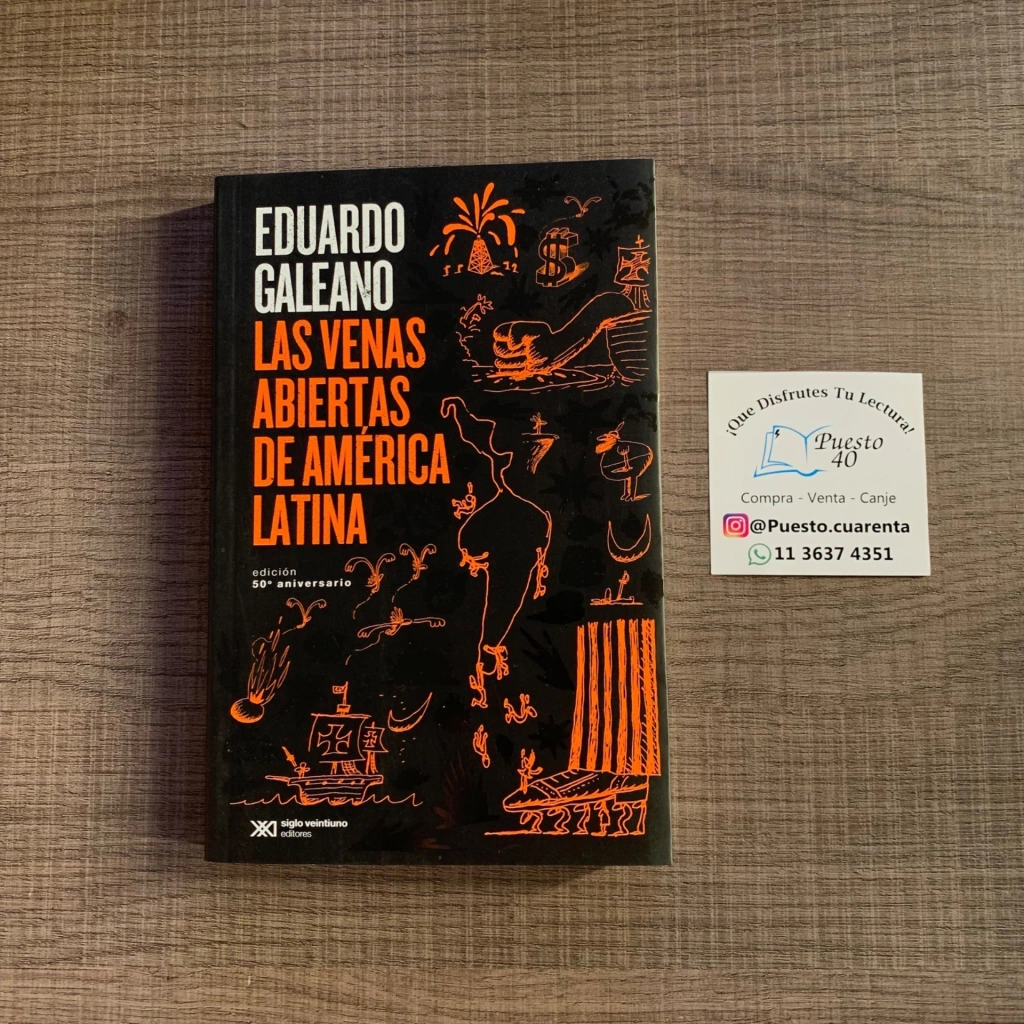 EDUARDO
GALEANO
LAS VENAS
ABIERTAS
DE AMÉRICA
LATINA
edición
50º aniversario
siglo veintiuno
editores
¡Que Disfrutes Tu Lectura!
Puesto
40
Compra - Venta - Canje
@Puesto.cuarenta
11 3637 4351